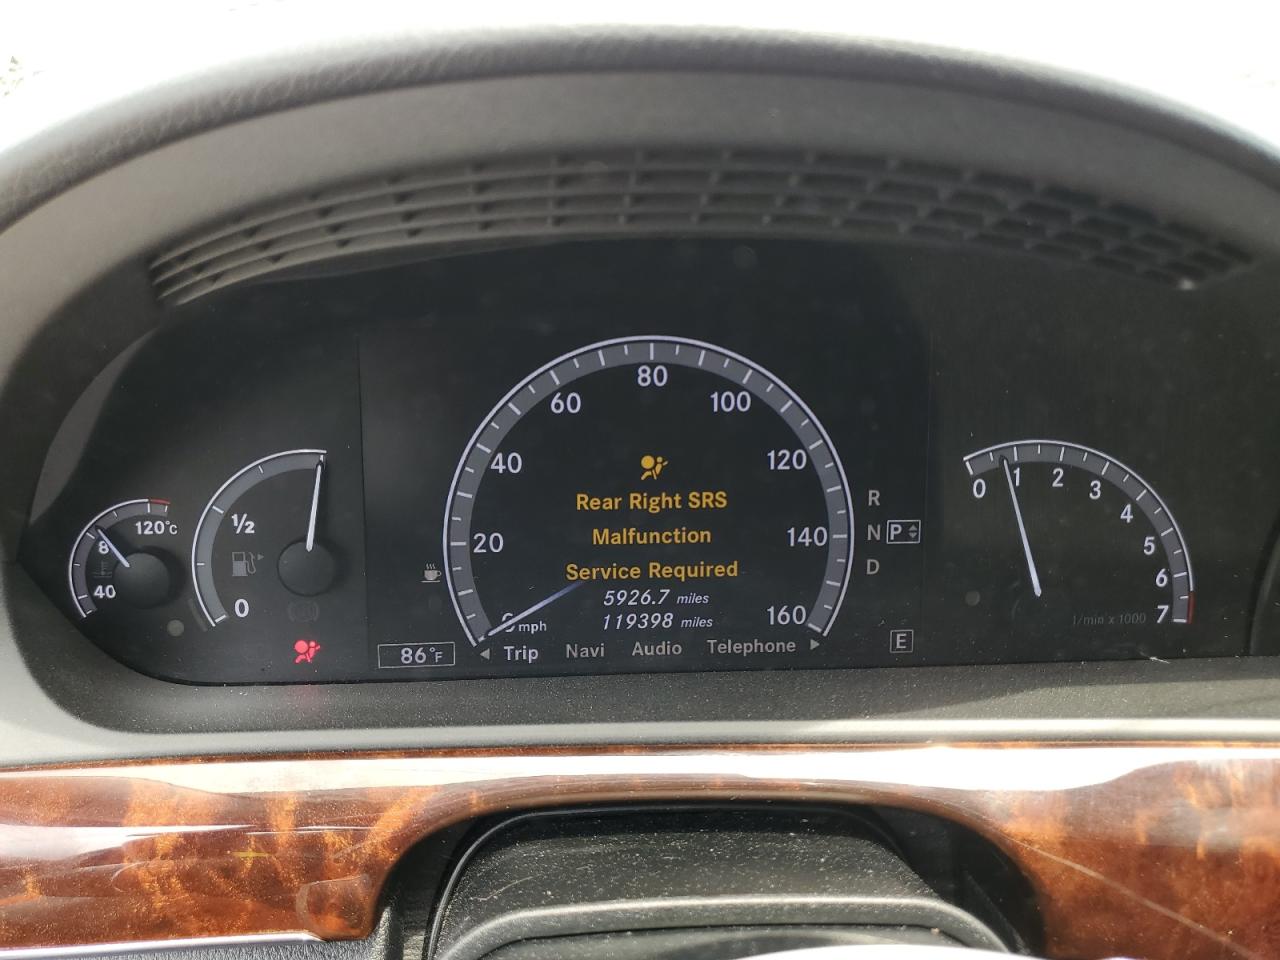 80
60
100
40
120
20
140
0 mph
160
Rear Right SRS
Malfunction
Service Required
5926.7 miles
119398 miles
Trip Navi Audio Telephone
86°F
120°C
8
40
1/2
0
R
N P
D
E
0 1 2 3 4 5 6 7
1/min x 1000